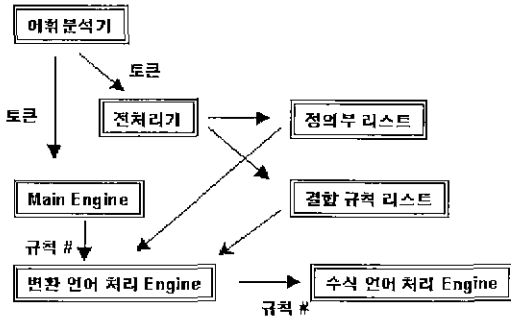 어휘분석기
토큰
토큰
전처리기
정의부 리스트
Main Engine
결합 규칙 리스트
규칙 #
변환 언어 처리 Engine
수식 언어 처리 Engine
규칙 #